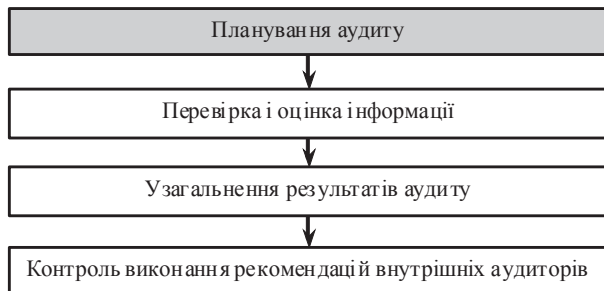 Планування аудиту
Перевірка і оцінка інформації
Узагальнення результатів аудиту
Контроль виконання рекомендацій внутрішніх аудиторів